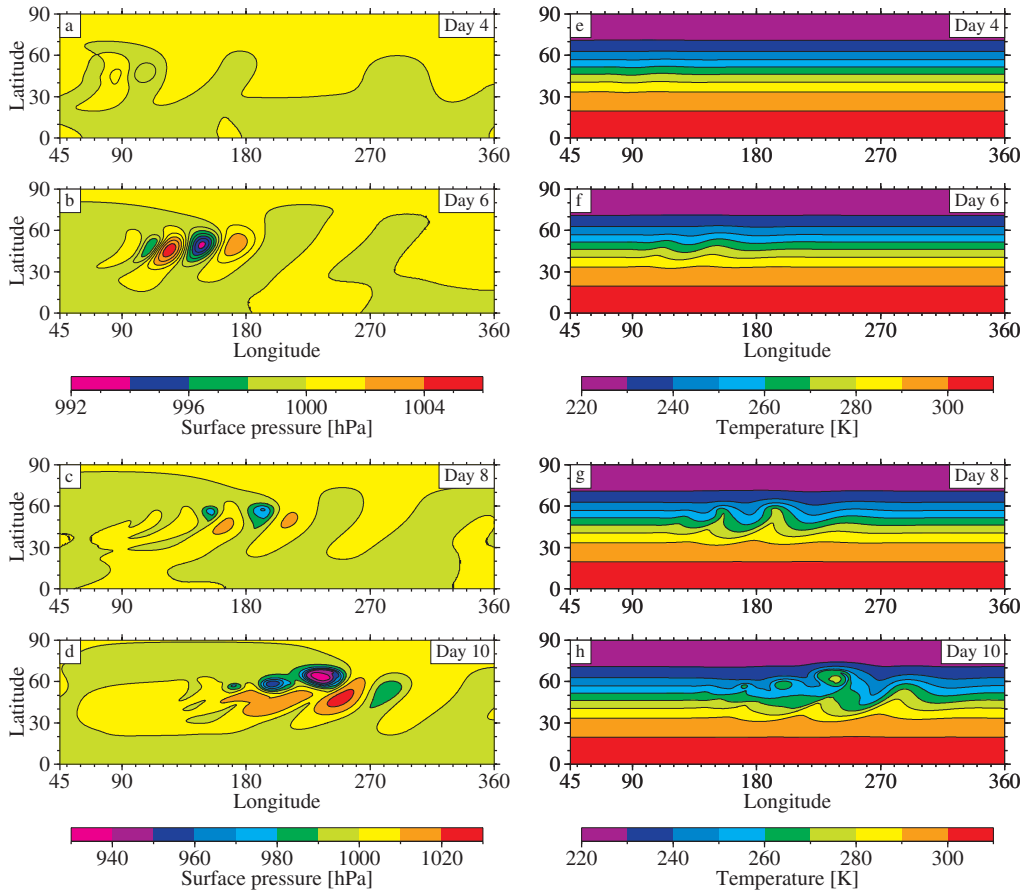 a Day 4
90
60
30
0
Latitude
45 90 180 270 360
e Day 4
90
60
30
0
45 90 180 270 360
b Day 6
90
60
30
0
Latitude
45 90 180 270 360
Longitude
f Day 6
90
60
30
0
45 90 180 270 360
Longitude
992 996 1000 1004
Surface pressure [hPa]
220 240 260 280 300
Temperature [K]
c Day 8
90
60
30
0
Latitude
45 90 180 270 360
g Day 8
90
60
30
0
45 90 180 270 360
d Day 10
90
60
30
0
Latitude
45 90 180 270 360
Longitude
h Day 10
90
60
30
0
45 90 180 270 360
Longitude
940 960 980 1000 1020
Surface pressure [hPa]
220 240 260 280 300
Temperature [K]